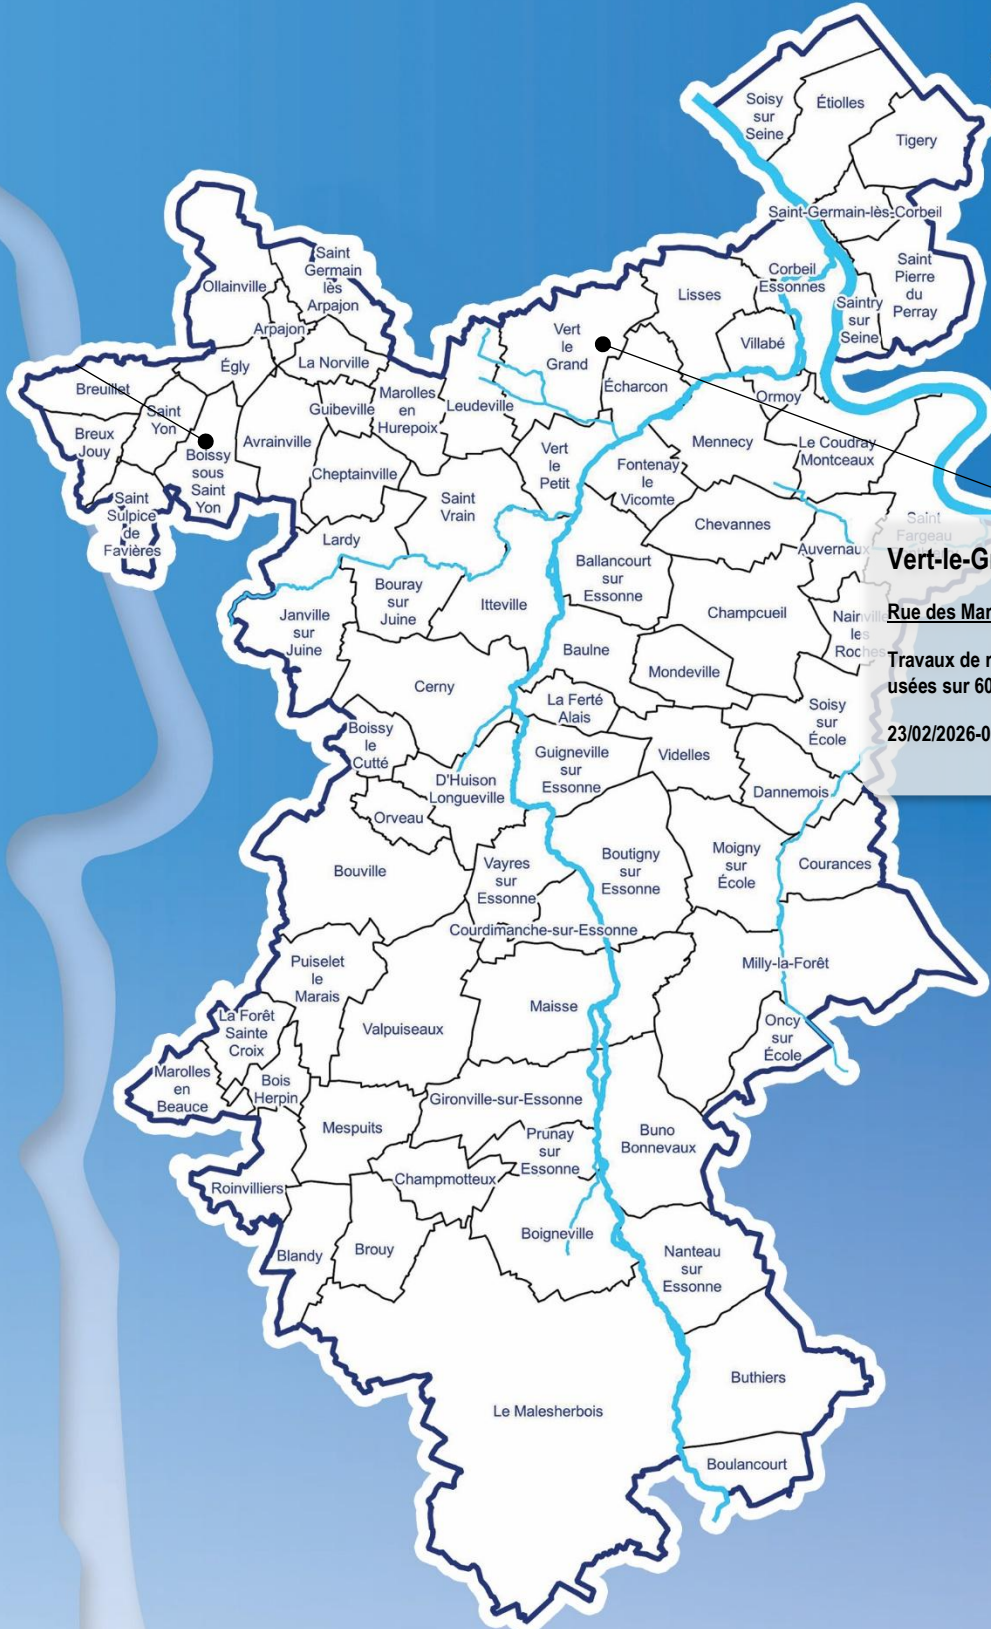 Soisy
sur
Seine
Étiolles
Tigery
Saint-Germain-lès-Corbeil
Saint
Pierre
du
Perray
Corbeil
Essonnes
Saintry
sur
Seine
Lisses
Villabé
Saint
Germain
lès
Arpajon
Ollainville
Arpajon
La Norville
Égly
Breuillet
Saint
Yon
Breux
Jouy
Boissy
sous
Saint
Yon
Saint
Sulpice
de
Favières
Avrainville
Guibeville
Marolles
en
Hurepoix
Cheptainville
Leudeville
Vert
le
Grand
Écharcon
Ormoy
Mennecy
Le Coudray
Montceaux
Vert
le
Petit
Fontenay
le
Vicomte
Saint
Vrain
Chevannes
Auvernaux
Saint
Fargeau
Lardy
Bouray
sur
Juine
Janville
sur
Juine
Itteville
Ballancourt
sur
Essonne
Champcueil
Nainville
les
Roches
Baulne
Mondeville
Cerny
La Ferté
Alais
Soisy
sur
École
Boissy
le
Cutté
D'Huison
Longueville
Guigneville
sur
Essonne
Videlles
Dannemois
Orveau
Bouville
Vayres
sur
Essonne
Boutigny
sur
Essonne
Moigny
sur
École
Courances
Courdimanche-sur-Essonne
Milly-la-Forêt
Puiselet
le
Marais
Maisse
Valpuiseaux
Oncy
sur
École
La Forêt
Sainte
Croix
Marolles
en
Beauce
Bois
Herpin
Gironville-sur-Essonne
Mespuits
Prunay
sur
Essonne
Buno
Bonnevaux
Champmotteux
Roinvilliers
Boigneville
Blandy
Brouy
Nanteau
sur
Essonne
Buthiers
Le Malesherbois
Boulancourt
Vert-le-G
Rue des Mar
Travaux de r
usées sur 60
23/02/2026-0